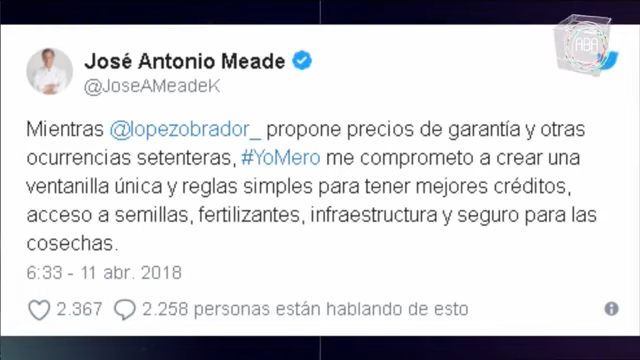 ABA
José Antonio Meade
@JoseAMeadeK
Mientras @lopezobrador_ propone precios de garantía y otras
ocurrencias setenteras, #YoMero me comprometo a crear una
ventanilla única y reglas simples para tener mejores créditos,
acceso a semillas, fertilizantes, infraestructura y seguro para las
cosechas.
6:33 - 11 abr. 2018
2.367 2.258 personas están hablando de esto